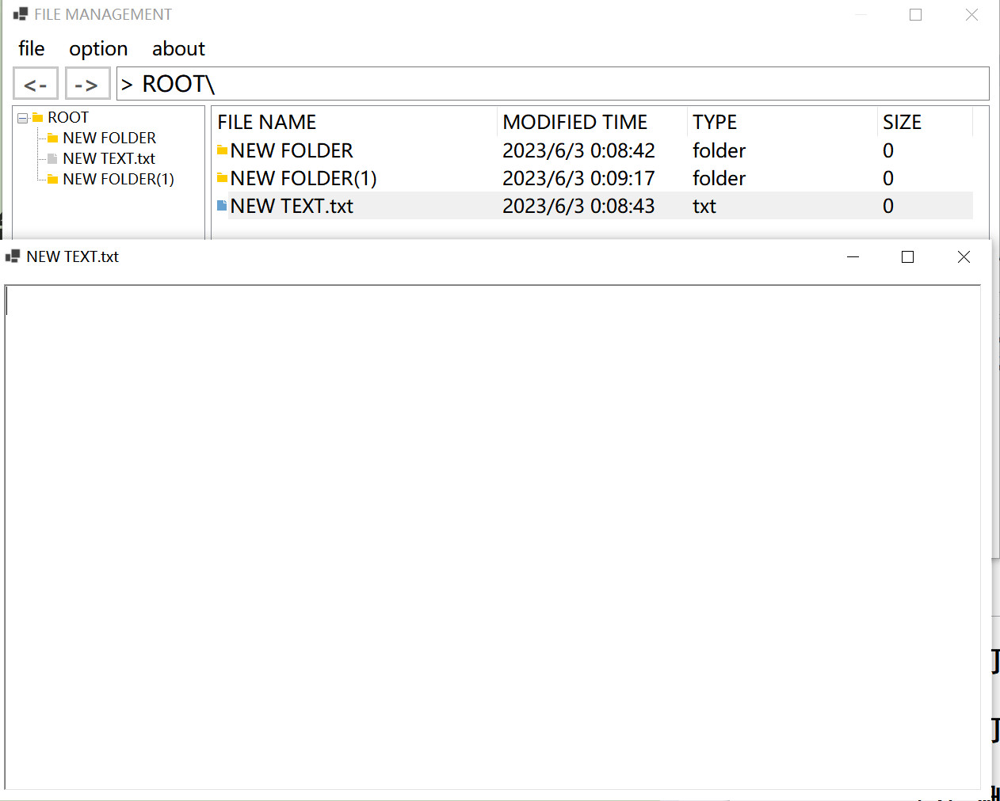 FILE MANAGEMENT
file option about
<- -> > ROOT\
ROOT
NEW FOLDER
NEW TEXT.txt
NEW FOLDER(1)
FILE NAME MODIFIED TIME TYPE SIZE
NEW FOLDER 2023/6/3 0:08:42 folder 0
NEW FOLDER(1) 2023/6/3 0:09:17 folder 0
NEW TEXT.txt 2023/6/3 0:08:43 txt 0
NEW TEXT.txt